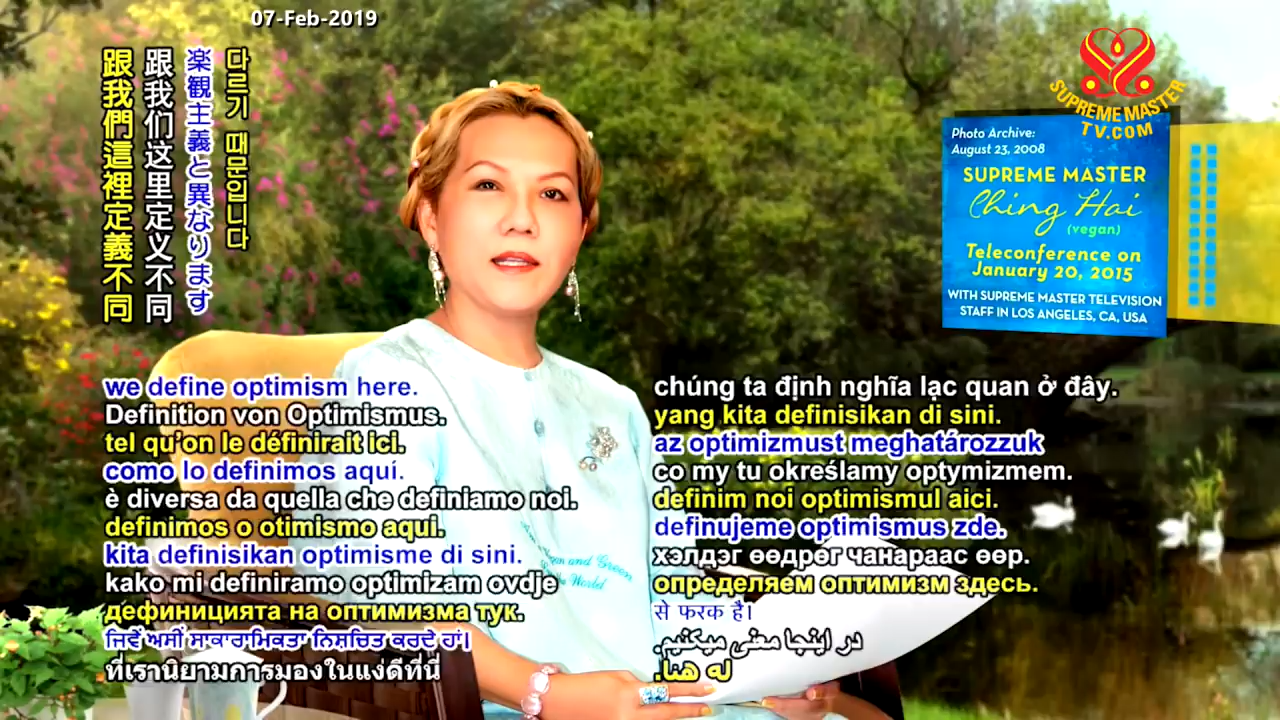 07-Feb-2019
다르기 때문입니다
楽観主義と異なります
跟我们这里定义不同
跟我們這裡定義不同
SUPREME MASTER
TV.COM
Photo Archive:
August 23, 2008
SUPREME MASTER
Ching Hai
(vegan)
Teleconference on
January 20, 2015
WITH SUPREME MASTER TELEVISION
STAFF IN LOS ANGELES, CA, USA
we define optimism here.
Definition von Optimismus.
tel qu'on le définirait ici.
como lo definimos aquí.
è diversa da quella che definiamo noi.
definimos o otimismo aqui.
kita definisikan optimisme di sini.
kako mi definiramo optimizam ovdje
дефиницията на оптимизма тук.
ਜਿਵੇਂ ਅਸੀਂ ਸਾਕਾਰਾਮਿਕਤਾ ਨਿਸ਼ਚਿਤ ਕਰਦੇ ਹਾਂ।
ที่เรานิยามการมองในแง่ดีที่นี่
chúng ta định nghĩa lạc quan ở đây.
yang kita definisikan di sini.
az optimizmust meghatározzuk
co my tu określamy optymizmem.
definim noi optimismul aici.
definujeme optimismus zde.
хэлдэг өөдрөг чанараас өөр.
определяем оптимизм здесь.
से फरक है।
در اینجا معنی میکنیم.
له هنا.
and Green
World